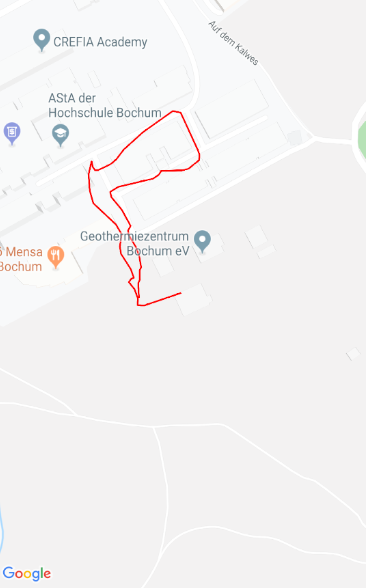 Auf dem Kalwes
CREFIA Academy
AStA der
Hochschule Bochum
Geothermiezentrum
Bochum eV
Mensa
Bochum
Google